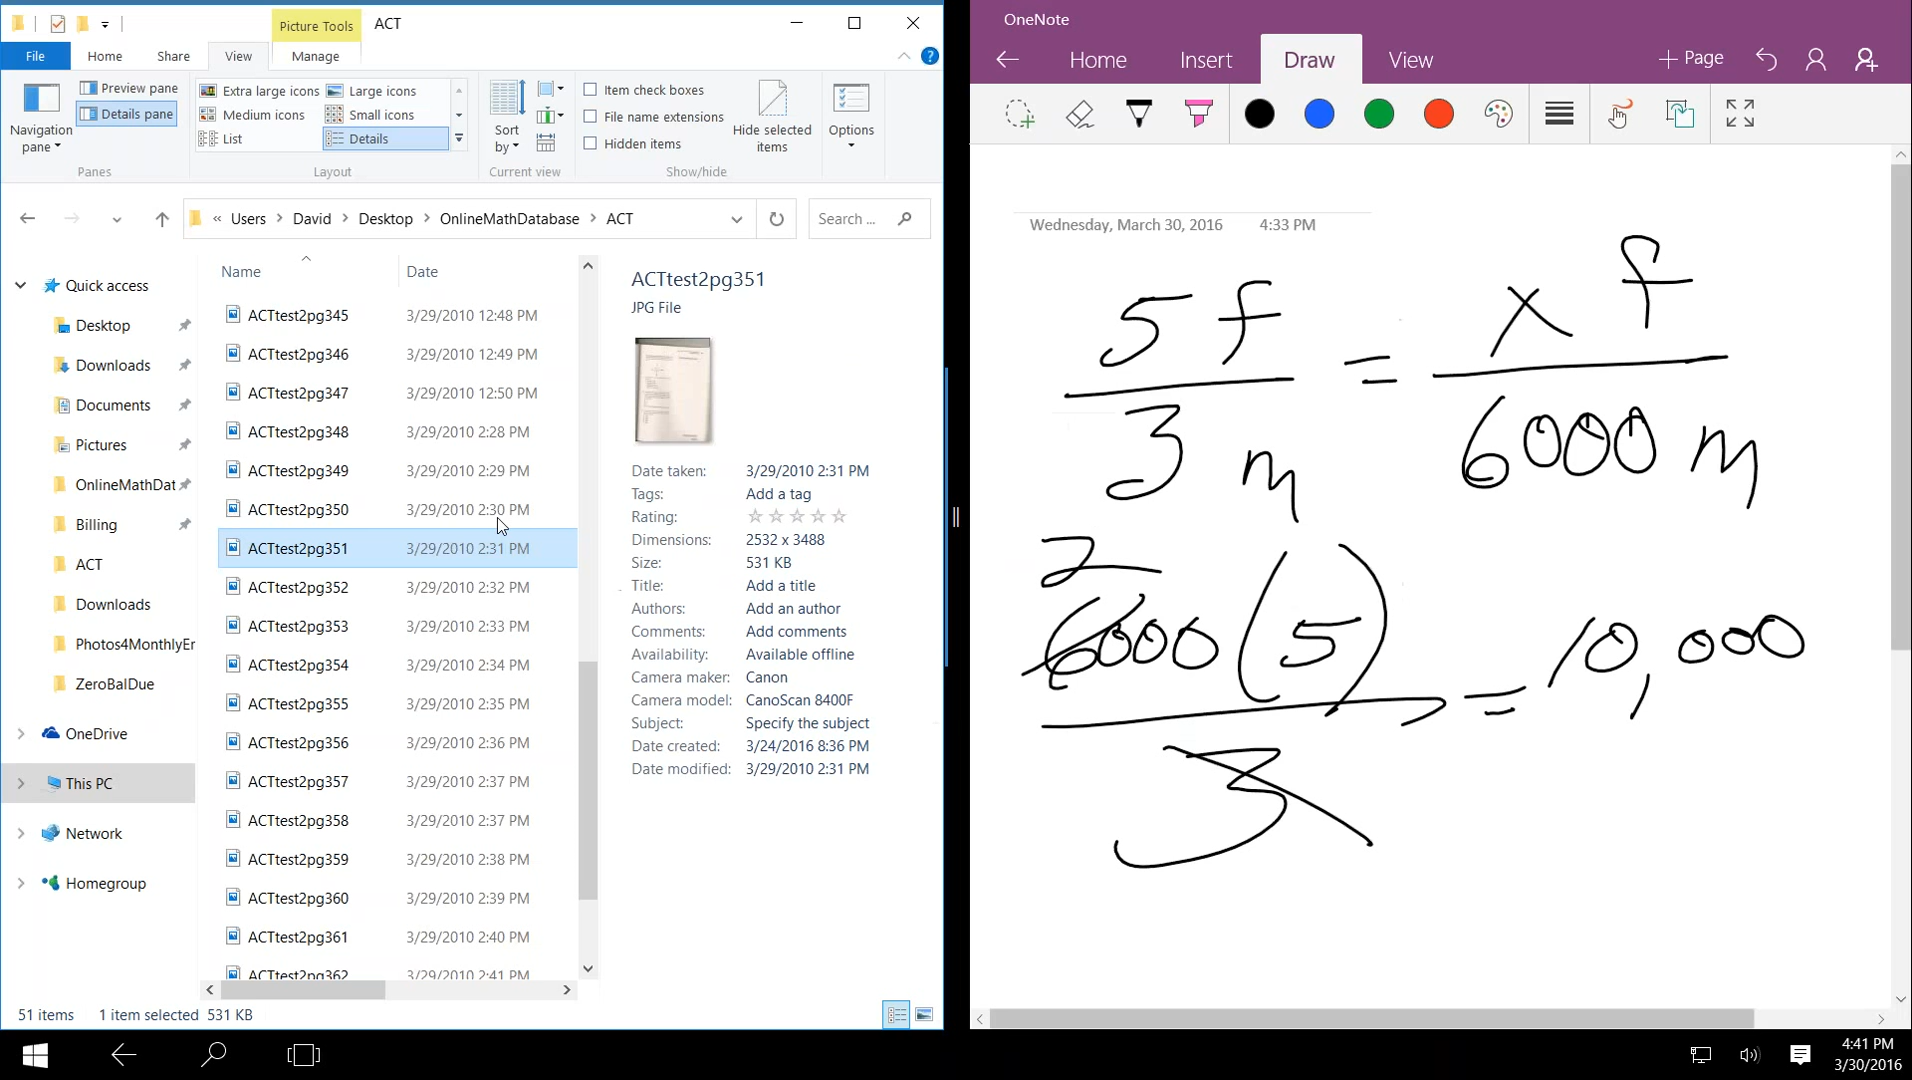 Picture Tools
ACT
File
Home
Share
View
Manage
Navigation pane
Preview pane
Details pane
Panes
Extra large icons
Large icons
Medium icons
Small icons
List
Details
Layout
Sort by
Current view
Item check boxes
File name extensions
Hidden items
Hide selected items
Show/hide
Options
« Users > David > Desktop > OnlineMathDatabase > ACT
Search ...
Quick access
Desktop
Downloads
Documents
Pictures
OnlineMathDat
Billing
ACT
Downloads
Photos4MonthlyEr
ZeroBalDue
OneDrive
This PC
Network
Homegroup
Name Date
ACTtest2pg345 3/29/2010 12:48 PM
ACTtest2pg346 3/29/2010 12:49 PM
ACTtest2pg347 3/29/2010 12:50 PM
ACTtest2pg348 3/29/2010 2:28 PM
ACTtest2pg349 3/29/2010 2:29 PM
ACTtest2pg350 3/29/2010 2:30 PM
ACTtest2pg351 3/29/2010 2:31 PM
ACTtest2pg352 3/29/2010 2:32 PM
ACTtest2pg353 3/29/2010 2:33 PM
ACTtest2pg354 3/29/2010 2:34 PM
ACTtest2pg355 3/29/2010 2:35 PM
ACTtest2pg356 3/29/2010 2:36 PM
ACTtest2pg357 3/29/2010 2:37 PM
ACTtest2pg358 3/29/2010 2:37 PM
ACTtest2pg359 3/29/2010 2:38 PM
ACTtest2pg360 3/29/2010 2:39 PM
ACTtest2pg361 3/29/2010 2:40 PM
ACTtest2pg362 3/29/2010 2:41 PM
ACTtest2pg351
JPG File
Date taken: 3/29/2010 2:31 PM
Tags: Add a tag
Rating: ☆☆☆☆☆
Dimensions: 2532 x 3488
Size: 531 KB
Title: Add a title
Authors: Add an author
Comments: Add comments
Availability: Available offline
Camera maker: Canon
Camera model: CanoScan 8400F
Subject: Specify the subject
Date created: 3/24/2016 8:36 PM
Date modified: 3/29/2010 2:31 PM
51 items 1 item selected 531 KB
OneNote
Home
Insert
Draw
View
+ Page
Wednesday, March 30, 2016 4:33 PM
5 f = x f
3 m 6000 m
2
6000 (5) = 10,000
3
4:41 PM
3/30/2016